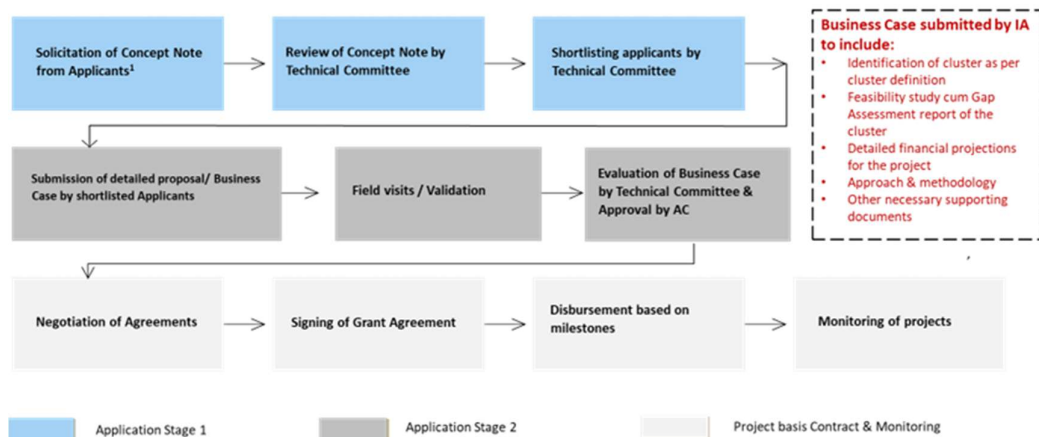 Solicitation of Concept Note
from Applicants¹
Review of Concept Note by
Technical Committee
Shortlisting applicants by
Technical Committee
Business Case submitted by IA
to include:
• Identification of cluster as per
cluster definition
• Feasibility study cum Gap
Assessment report of the
cluster
• Detailed financial projections
for the project
• Approach & methodology
• Other necessary supporting
documents
Submission of detailed proposal/ Business
Case by shortlisted Applicants
Field visits / Validation
Evaluation of Business Case
by Technical Committee &
Approval by AC
Negotiation of Agreements
Signing of Grant Agreement
Disbursement based on
milestones
Monitoring of projects
Application Stage 1
Application Stage 2
Project basis Contract & Monitoring